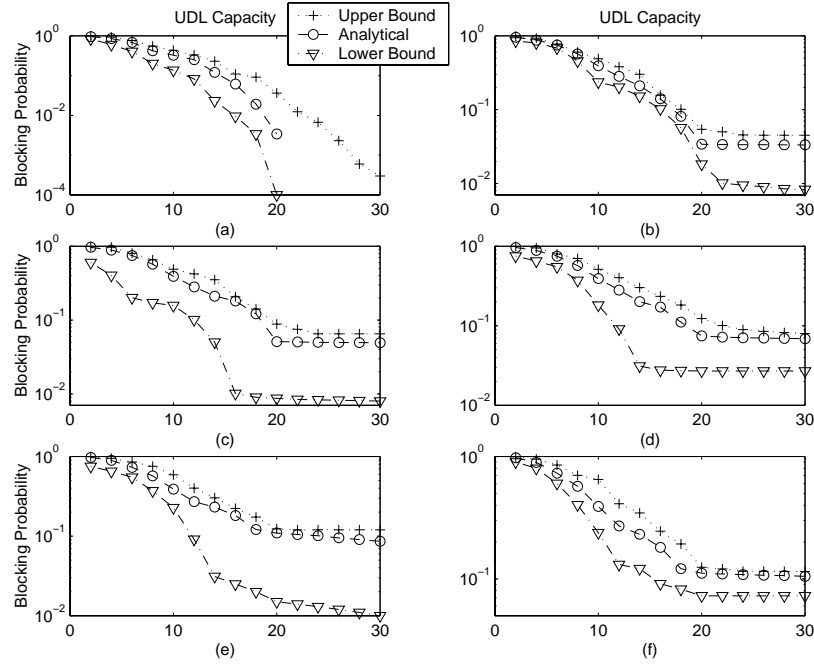 UDL Capacity
UDL Capacity
Upper Bound
Analytical
Lower Bound
Blocking Probability
10^0
10^-2
10^-4
0 10 20 30
(a)
10^0
10^-1
10^-2
0 10 20 30
(b)
Blocking Probability
10^0
10^-1
10^-2
0 10 20 30
(c)
10^0
10^-1
10^-2
0 10 20 30
(d)
Blocking Probability
10^0
10^-1
10^-2
0 10 20 30
(e)
10^0
10^-1
0 10 20 30
(f)